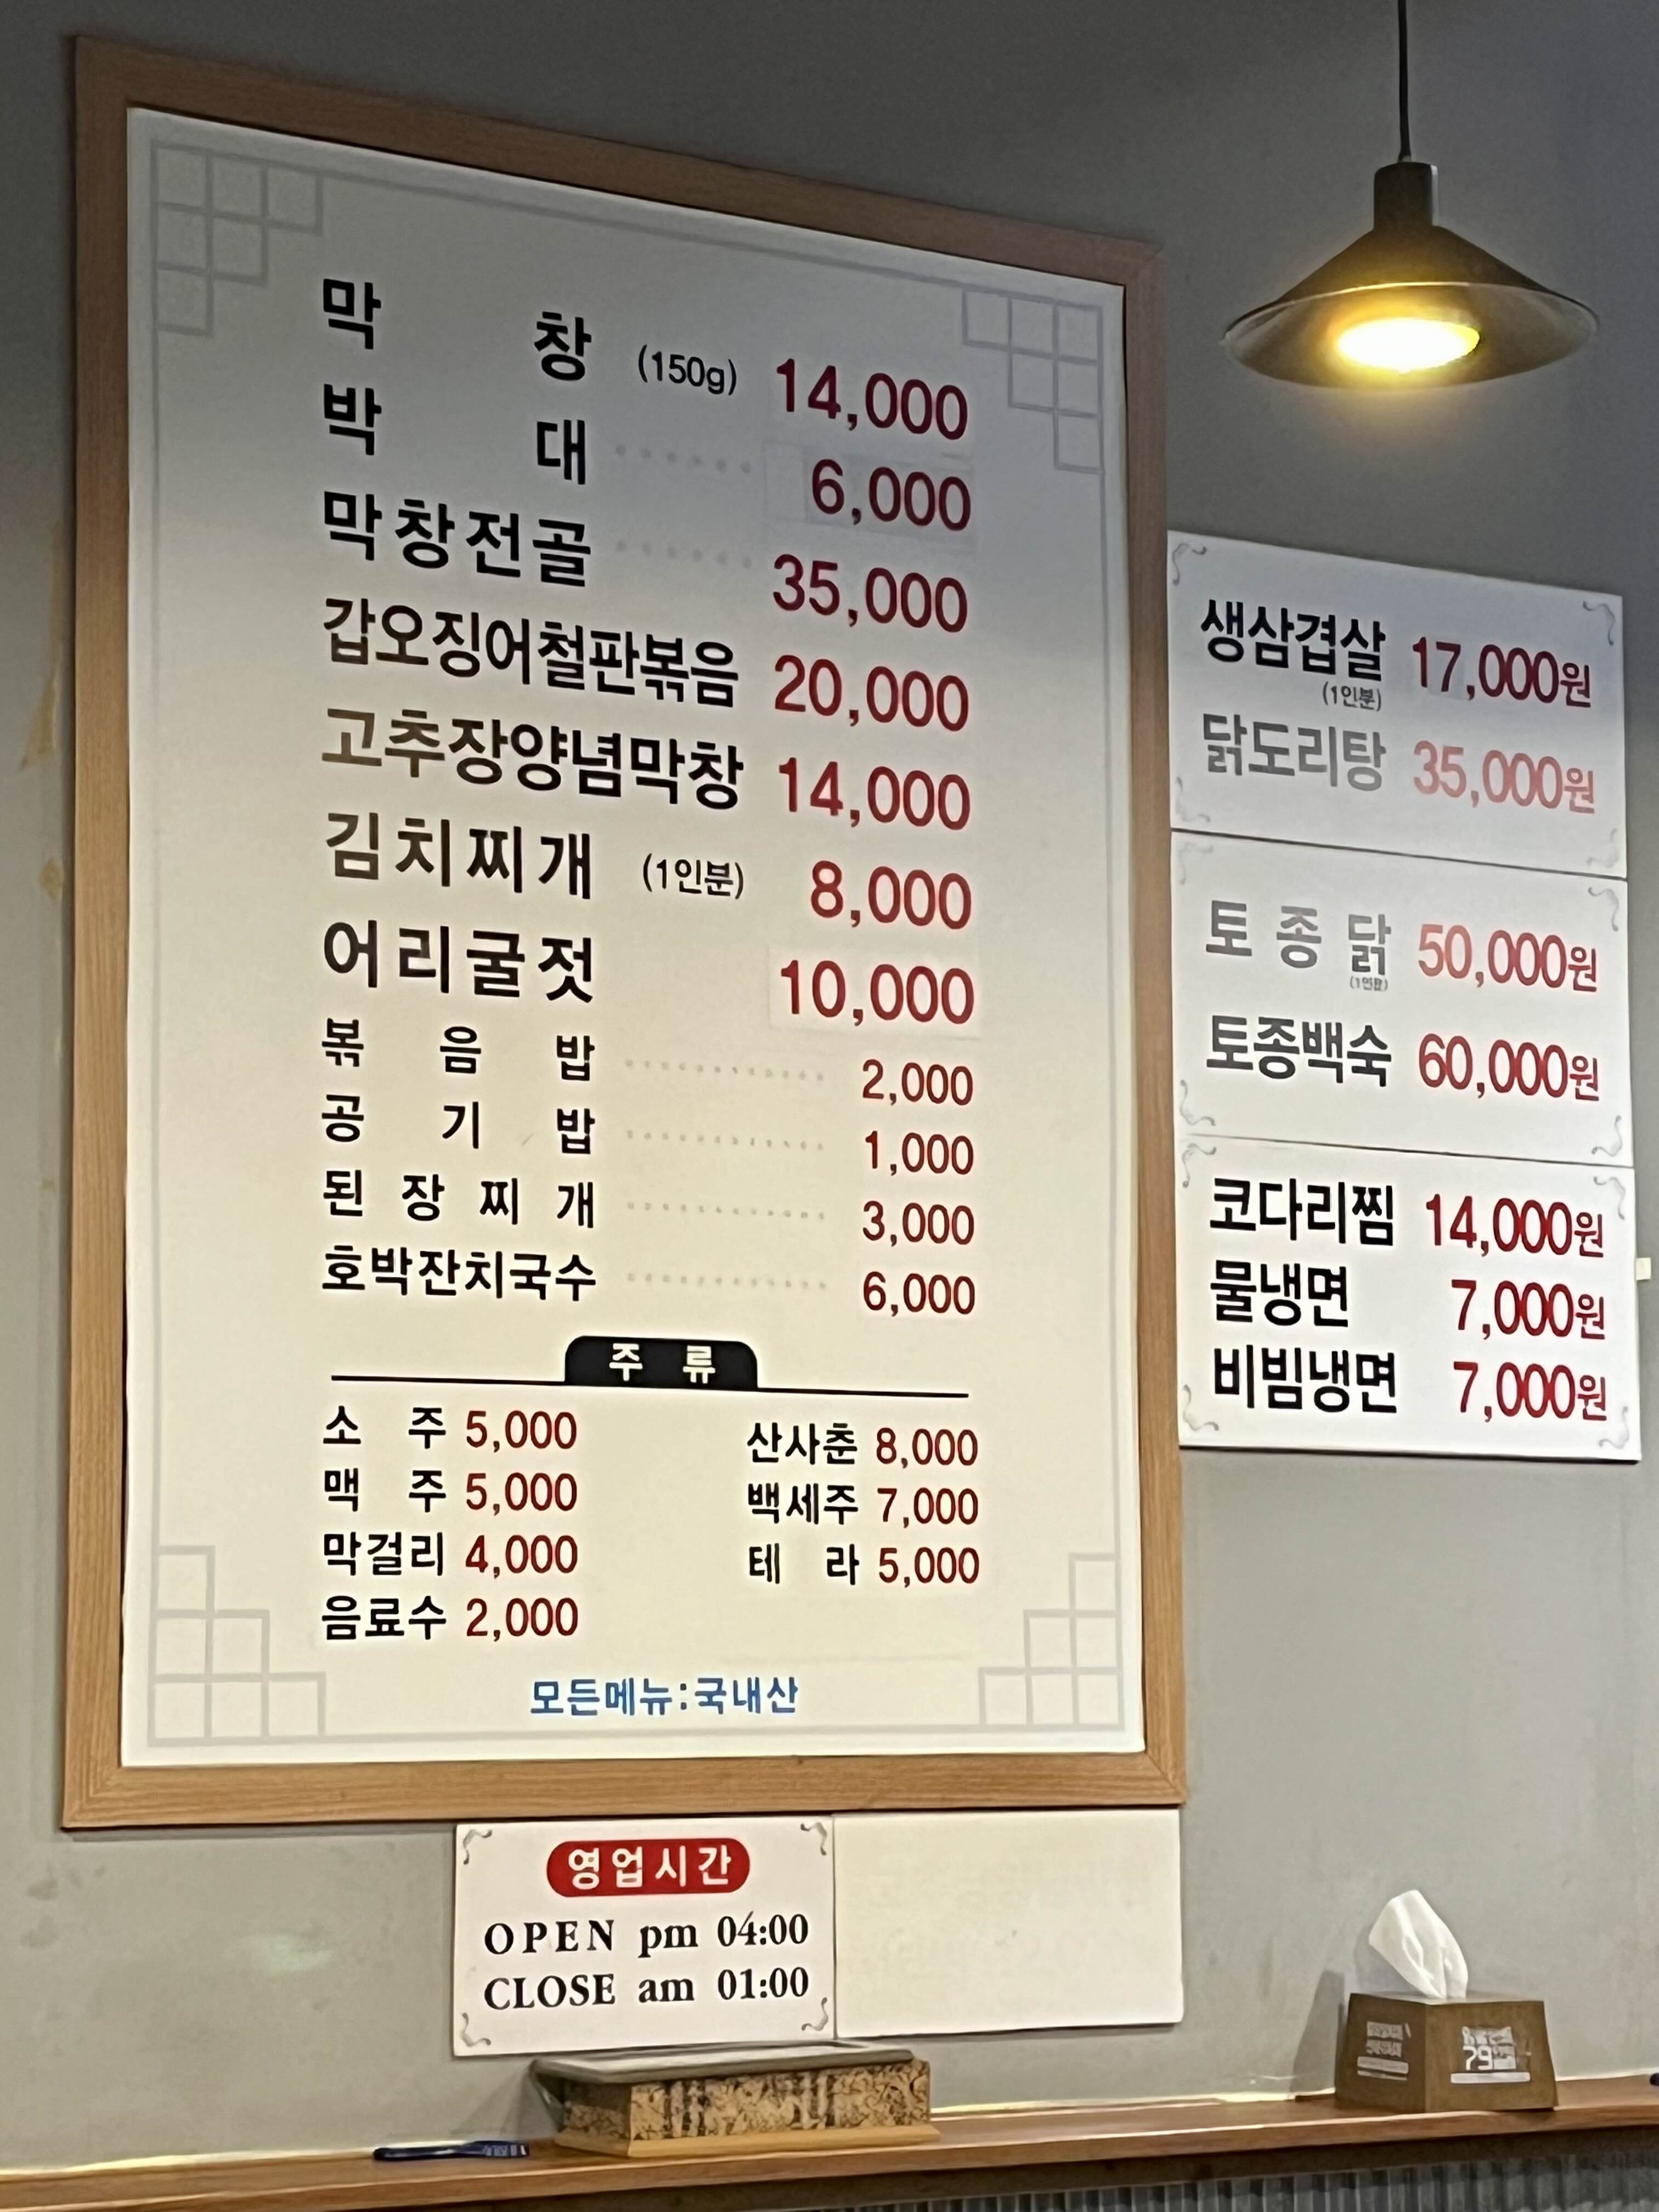 막창 (150g) 14,000
박대 6,000
막창전골 35,000
갑오징어철판볶음 20,000
고추장양념막창 14,000
김치찌개 (1인분) 8,000
어리굴젓 10,000
볶음밥 2,000
공기밥 1,000
된장찌개 3,000
호박잔치국수 6,000
주류
소주 5,000
맥주 5,000
막걸리 4,000
음료수 2,000
산사춘 8,000
백세주 7,000
테라 5,000
모든메뉴:국내산
생삼겹살 17,000원
(1인분)
닭도리탕 35,000원
토종닭 50,000원
토종백숙 60,000원
코다리찜 14,000원
물냉면 7,000원
비빔냉면 7,000원
영업시간
OPEN pm 04:00
CLOSE am 01:00